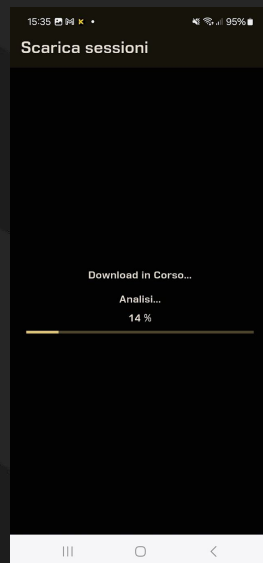 15:35 95%
Scarica sessioni
Download in Corso...
Analisi...
14 %